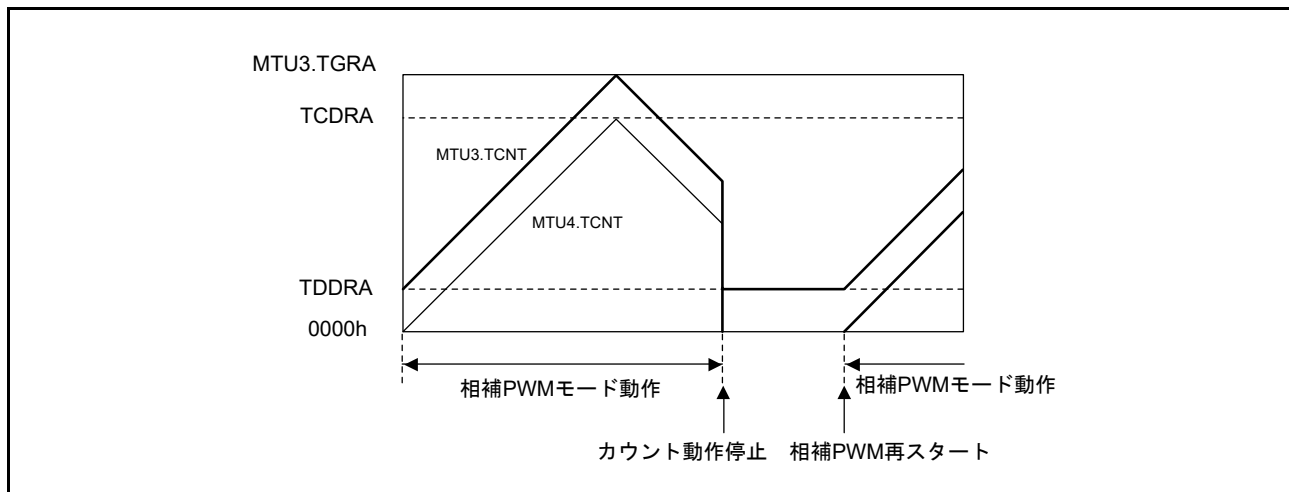 MTU3.TGRA
TCDRA
MTU3.TCNT
MTU4.TCNT
TDDRA
0000h
相補PWMモード動作
相補PWMモード動作
カウント動作停止
相補PWM再スタート